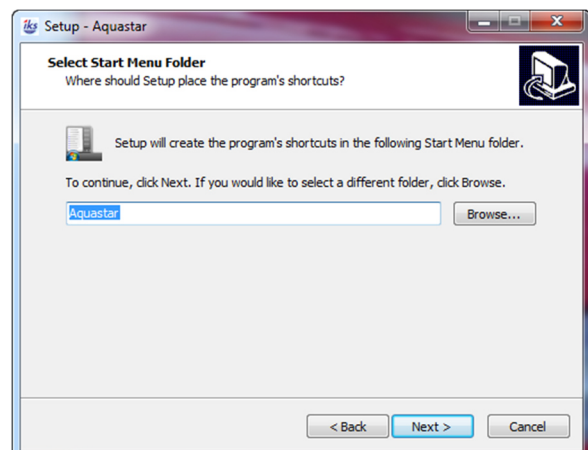 iks Setup - Aquastar
Select Start Menu Folder
Where should Setup place the program's shortcuts?
Setup will create the program's shortcuts in the following Start Menu folder.
To continue, click Next. If you would like to select a different folder, click Browse.
Aquastar
Browse...
< Back
Next >
Cancel